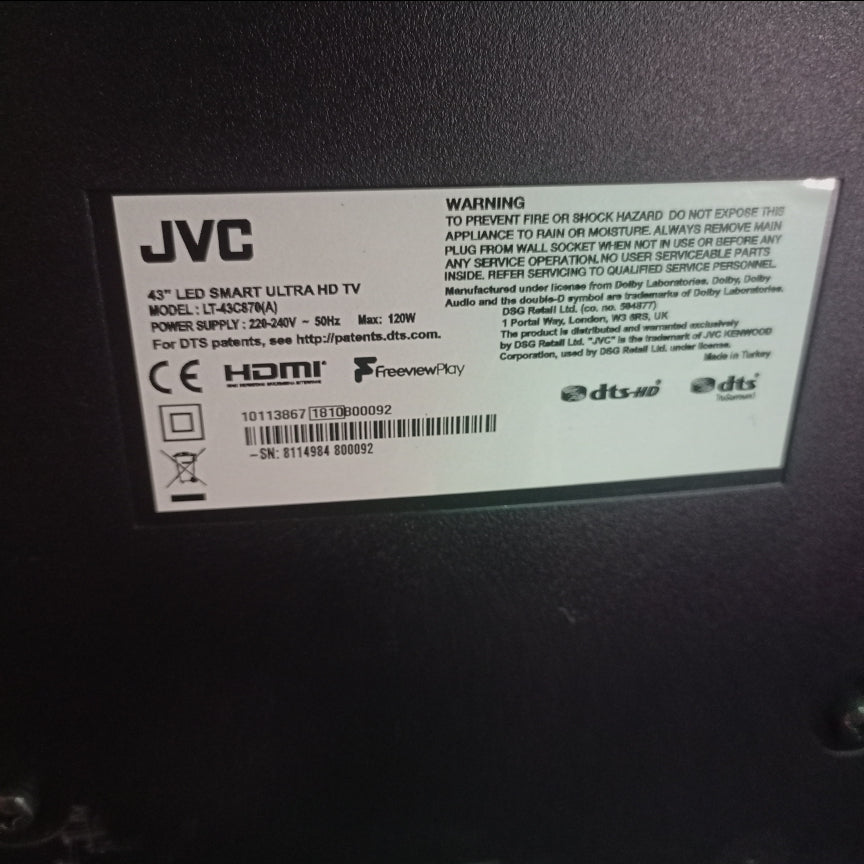 JVC
43" LED SMART ULTRA HD TV
MODEL : LT-43C870(A)
POWER SUPPLY : 220-240V ~ 50Hz Max: 120W
For DTS patents, see http://patents.dts.com.
CE HDMI FreeviewPlay
10113867 1810800092
-SN: 8114984 800092
WARNING
TO PREVENT FIRE OR SHOCK HAZARD DO NOT EXPOSE THIS
APPLIANCE TO RAIN OR MOISTURE. ALWAYS REMOVE MAIN
PLUG FROM WALL SOCKET WHEN NOT IN USE OR BEFORE ANY
ANY SERVICE OPERATION. NO USER SERVICEABLE PARTS
INSIDE. REFER SERVICING TO QUALIFIED SERVICE PERSONNEL.
Manufactured under license from Dolby Laboratories. Dolby, Dolby
Audio and the double-D symbol are trademarks of Dolby Laboratories.
DSG Retail Ltd. (co. no. 504877)
1 Portal Way, London, W3 6RS, UK
The product is distributed and warranted exclusively
by DSG Retail Ltd. "JVC" is the trademark of JVC KENWOOD
Corporation, used by DSG Retail Ltd. under license.
Made in Turkey
dts-HD dts